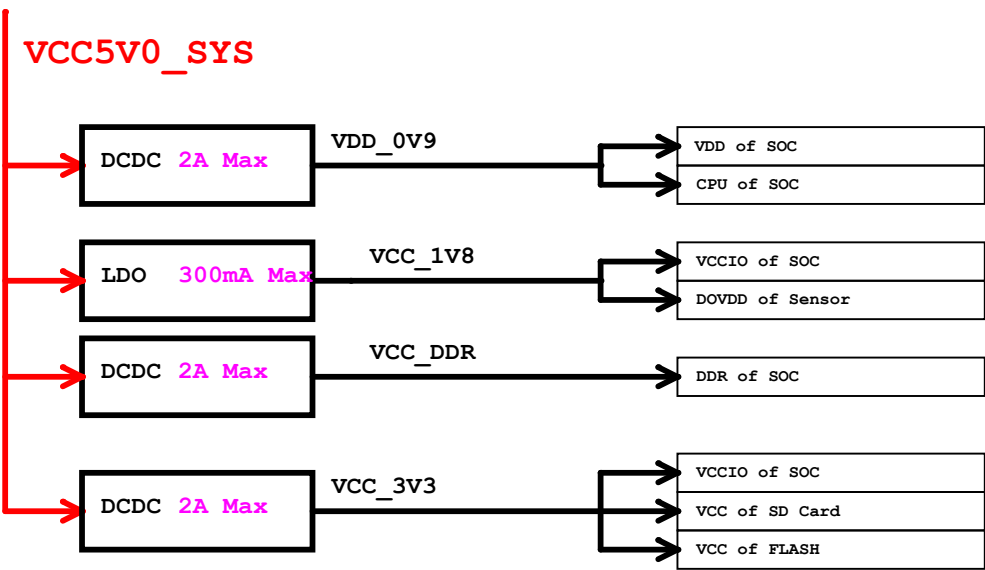 VCC5V0_SYS
DCDC 2A Max
VDD_0V9
VDD of SOC
CPU of SOC
LDO 300mA Max
VCC_1V8
VCCIO of SOC
DOVDD of Sensor
DCDC 2A Max
VCC_DDR
DDR of SOC
DCDC 2A Max
VCC_3V3
VCCIO of SOC
VCC of SD Card
VCC of FLASH